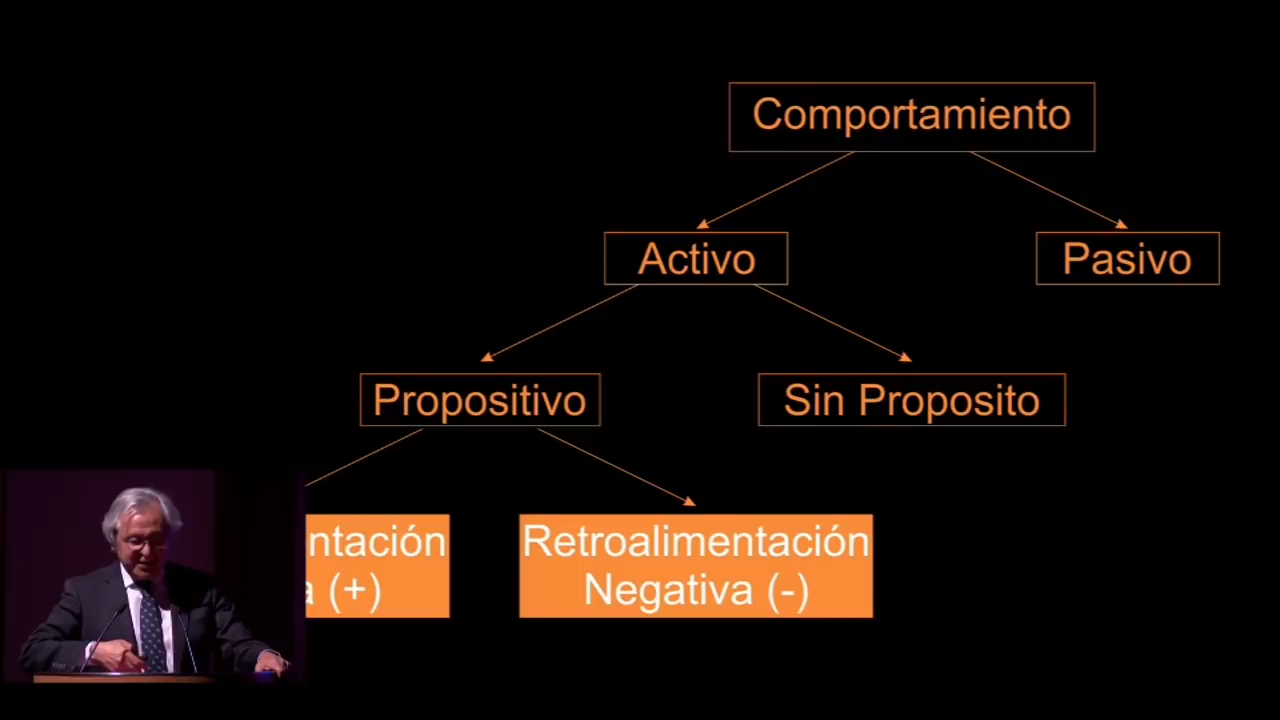 Comportamiento
Activo
Pasivo
Propositivo
Sin Proposito
ntación
(+)
Retroalimentación
Negativa (-)